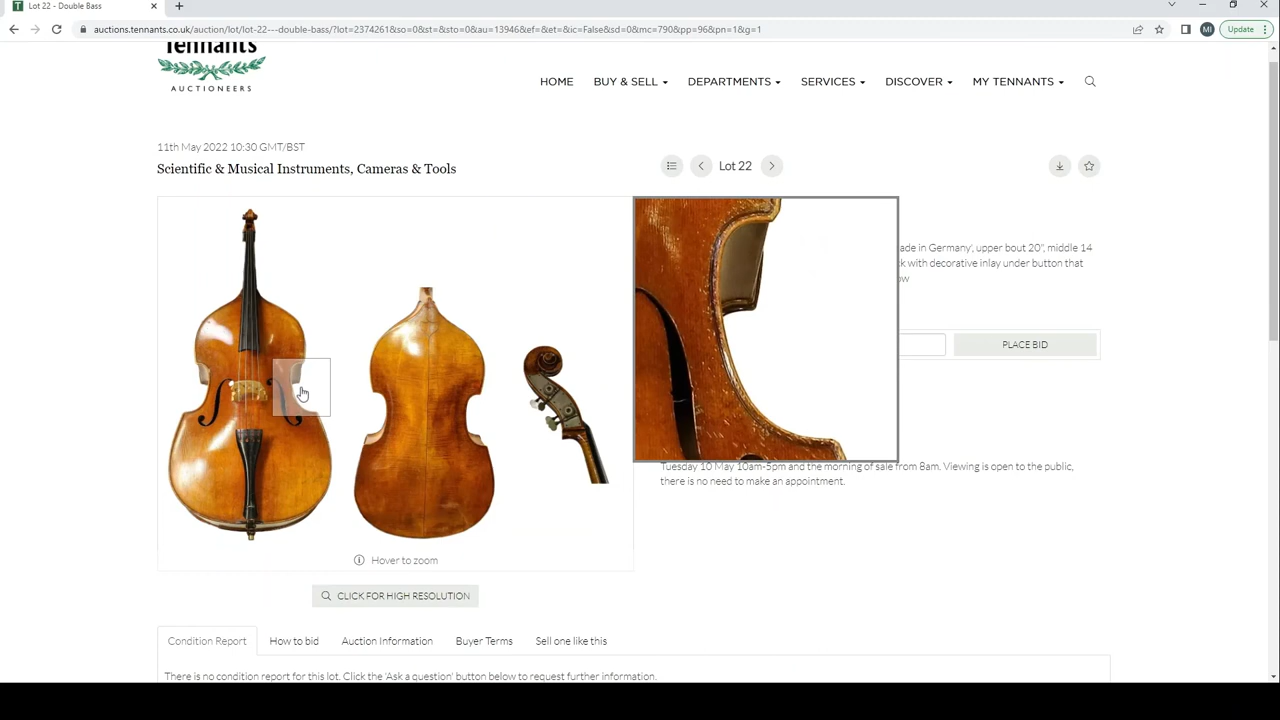 Lot 22 - Double Bass
auctions.tennants.co.uk/auction/lot/lot-22---double-bass/?lot=2374261&so=0&st=&sto=0&au=13946&ef=&et=&ic=False&sd=0&mc=790&pp=96&pn=1&g=1
MI
Update
Tennants
AUCTIONEERS
HOME
BUY & SELL
DEPARTMENTS
SERVICES
DISCOVER
MY TENNANTS
11th May 2022 10:30 GMT/BST
Scientific & Musical Instruments, Cameras & Tools
Lot 22
ade in Germany', upper bout 20", middle 14
ck with decorative inlay under button that
ow
PLACE BID
Tuesday 10 May 10am-5pm and the morning of sale from 8am. Viewing is open to the public,
there is no need to make an appointment.
Hover to zoom
CLICK FOR HIGH RESOLUTION
Condition Report
How to bid
Auction Information
Buyer Terms
Sell one like this
There is no condition report for this lot. Click the 'Ask a question' button below to request further information.